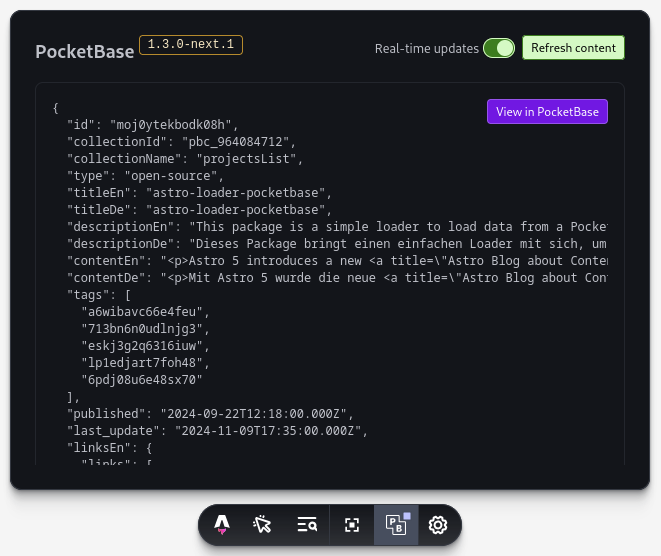 PocketBase
1.3.0-next.1
Real-time updates
Refresh content
View in PocketBase
{
"id": "moj0ytekbodk08h",
"collectionId": "pbc_964084712",
"collectionName": "projectsList",
"type": "open-source",
"titleEn": "astro-loader-pocketbase",
"titleDe": "astro-loader-pocketbase",
"descriptionEn": "This package is a simple loader to load data from a Pocke
"descriptionDe": "Dieses Package bringt einen einfachen Loader mit sich, um
"contentEn": "<p>Astro 5 introduces a new <a title=\"Astro Blog about Conte
"contentDe": "<p>Mit Astro 5 wurde die neue <a title=\"Astro Blog about Con
"tags": [
"a6wibavc66e4feu",
"713bn6n0udlnjg3",
"eskj3g2q6316iuw",
"lp1edjart7foh48",
"6pdj08u6e48sx70"
],
"published": "2024-09-22T12:18:00.000Z",
"last_update": "2024-11-09T17:35:00.000Z",
"linksEn": {
"links": [
PB